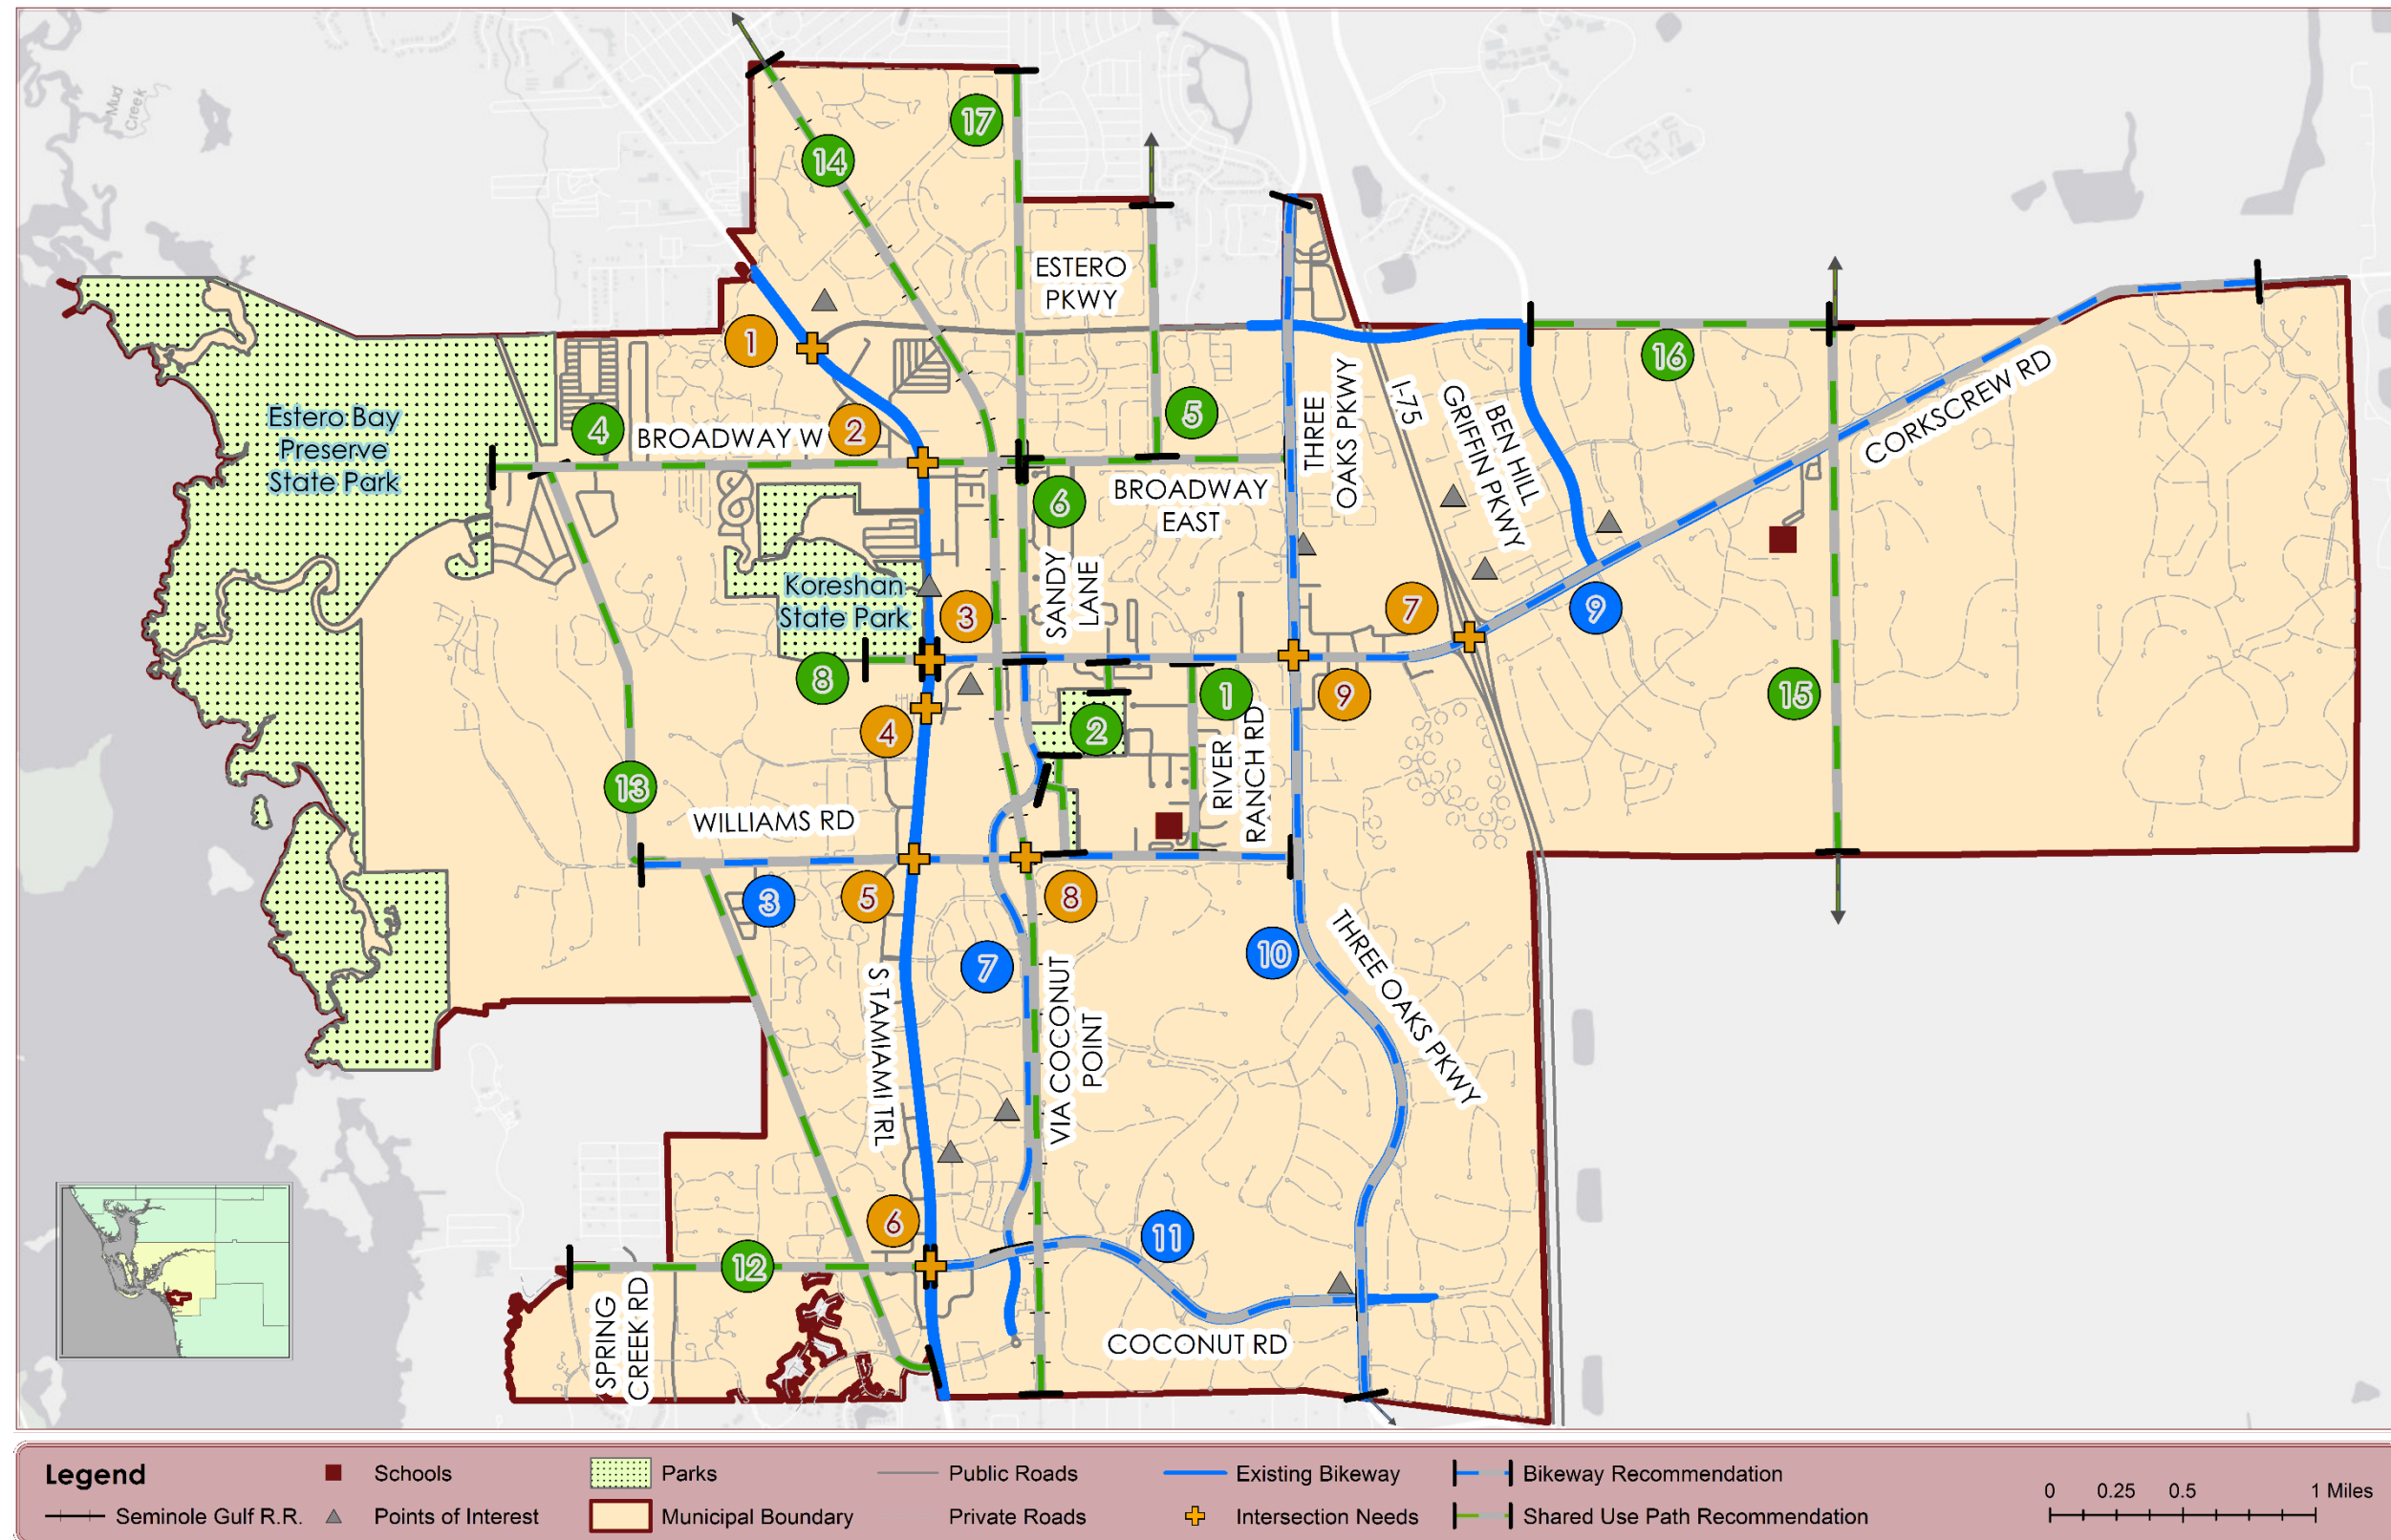 Mud
Creek
17
14
ESTERO
PKWY
1
16
5
4
BROADWAY W
2
Estero Bay
Preserve
State Park
THREE
OAKS PKWY
I-75
BEN HILL
GRIFFIN PKWY
CORKSCREW RD
6
BROADWAY
EAST
SANDY
LANE
Koreshan
State Park
3
7
9
8
4
1
9
15
2
RIVER
RANCH RD
13
WILLIAMS RD
3
5
8
7
10
S TAMIAMI TRL
VIA COCONUT
POINT
THREE OAKS PKWY
6
11
12
SPRING
CREEK RD
COCONUT RD
Legend
Schools
Parks
Public Roads
Existing Bikeway
Bikeway Recommendation
Seminole Gulf R.R.
Points of Interest
Municipal Boundary
Private Roads
Intersection Needs
Shared Use Path Recommendation
0 0.25 0.5 1 Miles